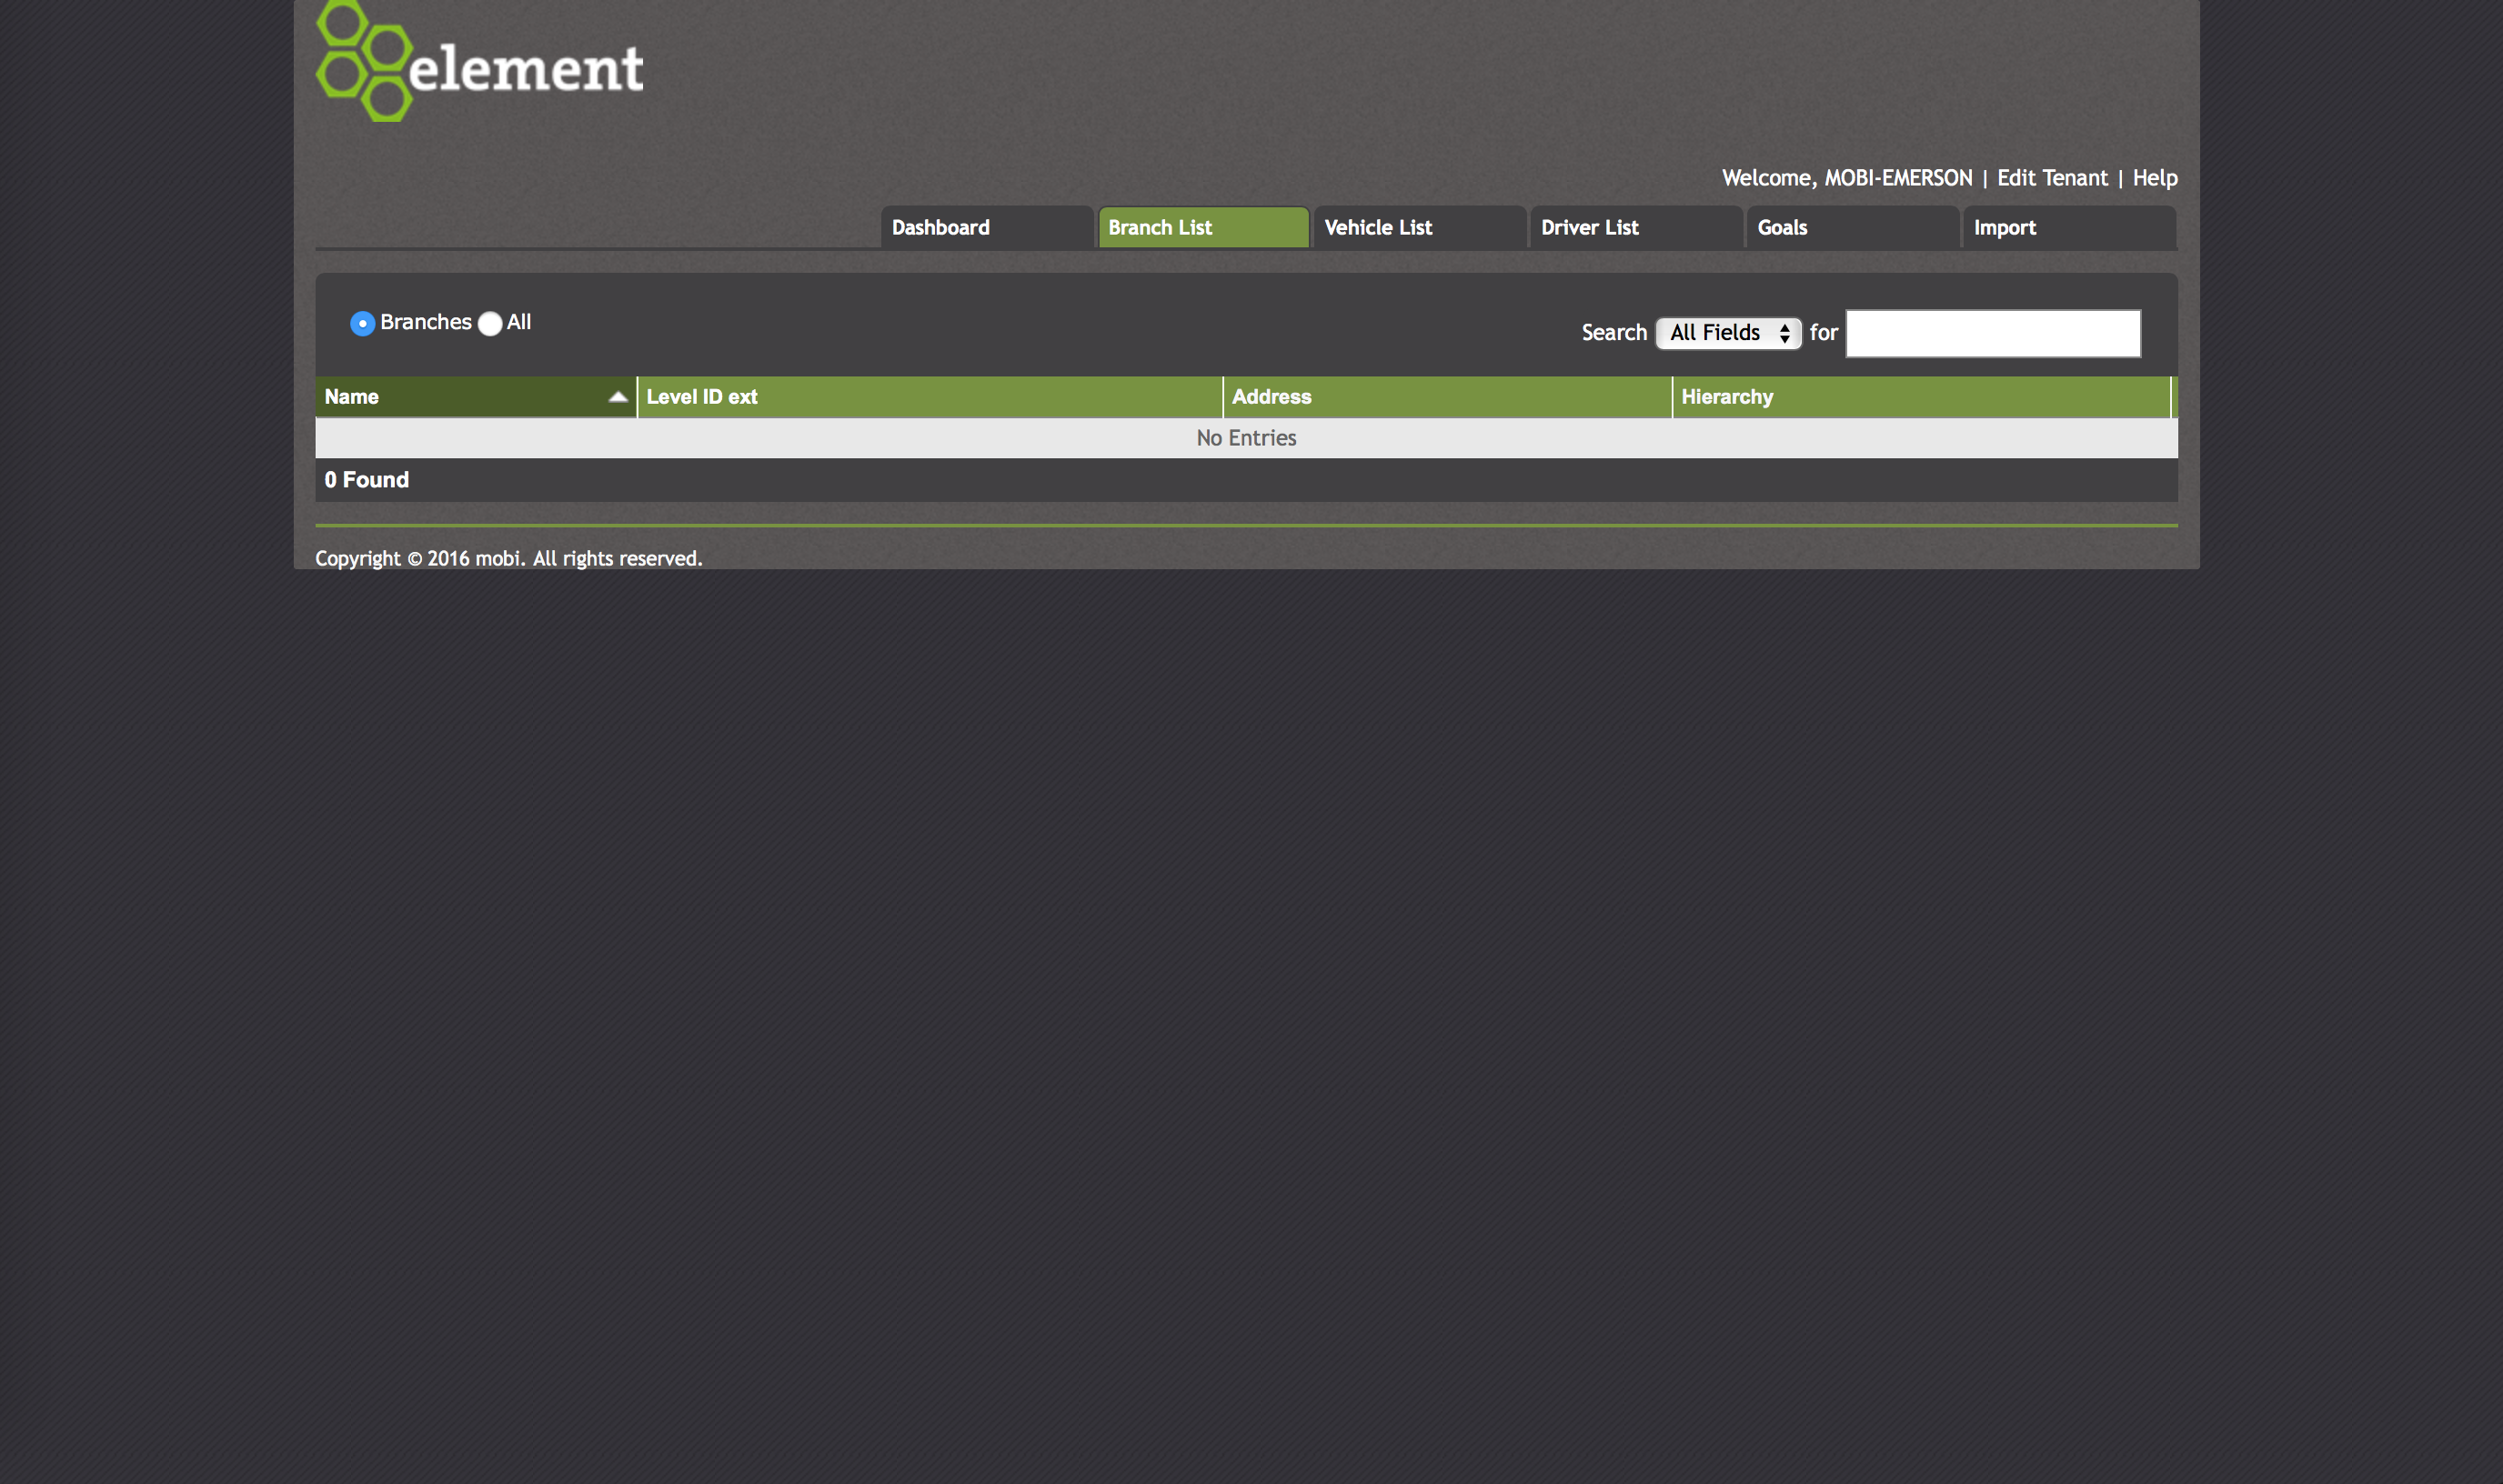 element
Welcome, MOBI-EMERSON | Edit Tenant | Help
Dashboard Branch List Vehicle List Driver List Goals Import
Branches All Search All Fields for
Name Level ID ext Address Hierarchy
No Entries
0 Found
Copyright © 2016 mobi. All rights reserved.